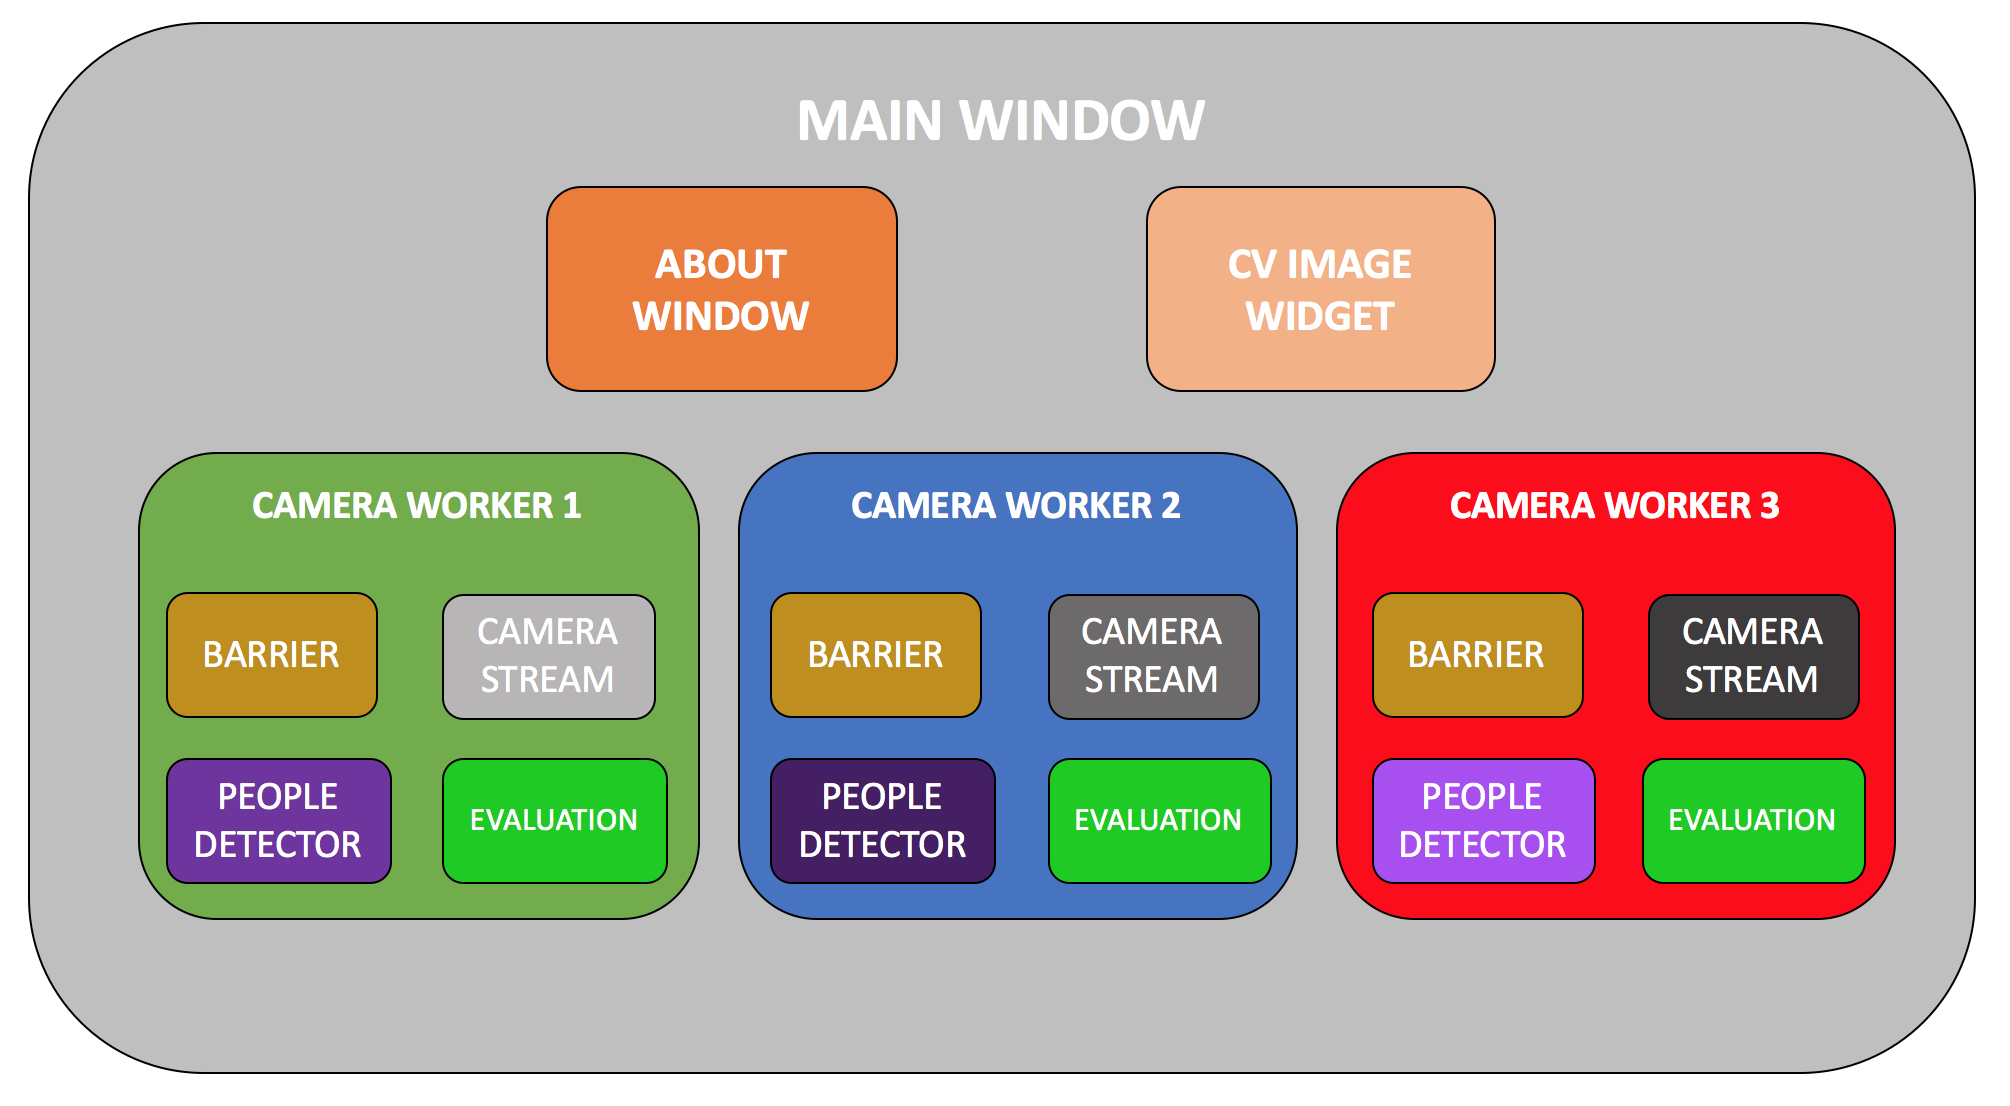 MAIN WINDOW
ABOUT
WINDOW
CV IMAGE
WIDGET
CAMERA WORKER 1
BARRIER
CAMERA
STREAM
PEOPLE
DETECTOR
EVALUATION
CAMERA WORKER 2
BARRIER
CAMERA
STREAM
PEOPLE
DETECTOR
EVALUATION
CAMERA WORKER 3
BARRIER
CAMERA
STREAM
PEOPLE
DETECTOR
EVALUATION